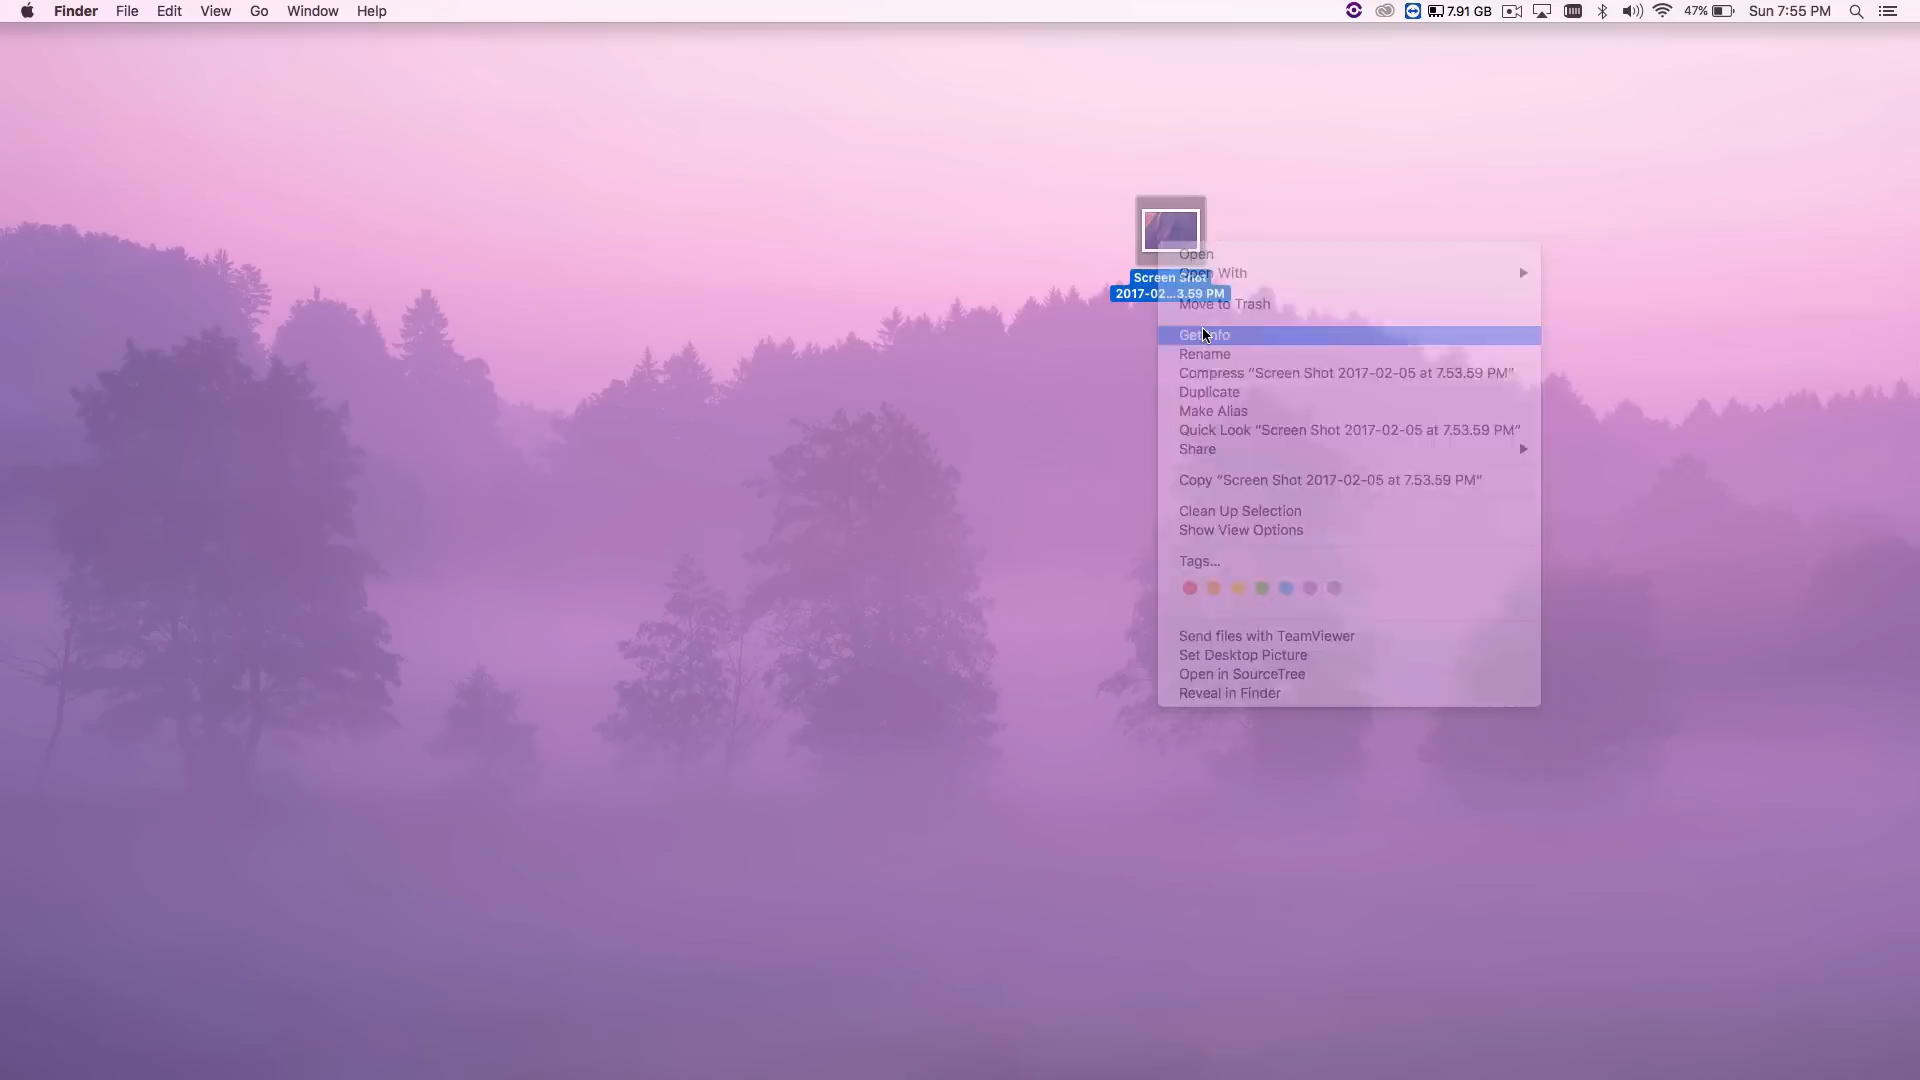 Finder File Edit View Go Window Help 7.91 GB 47% Sun 7:55 PM
Screen Shot
2017-02...3.59 PM
Open
Open With
Move to Trash
Get Info
Rename
Compress “Screen Shot 2017-02-05 at 7.53.59 PM”
Duplicate
Make Alias
Quick Look “Screen Shot 2017-02-05 at 7.53.59 PM”
Share
Copy “Screen Shot 2017-02-05 at 7.53.59 PM”
Clean Up Selection
Show View Options
Tags...
Send files with TeamViewer
Set Desktop Picture
Open in SourceTree
Reveal in Finder